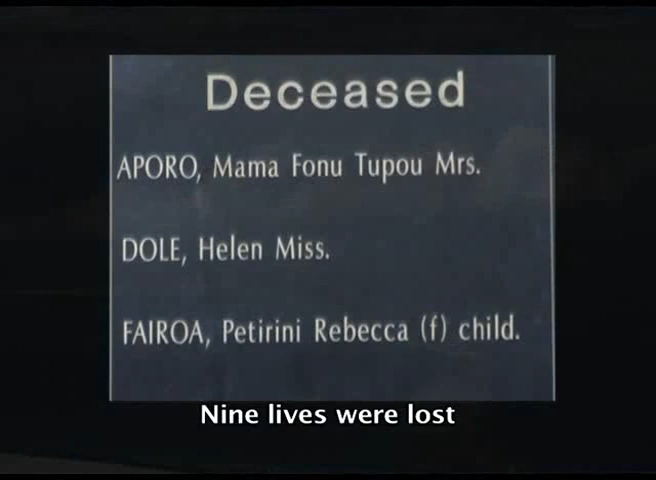 Deceased
APORO, Mama Fonu Tupou Mrs.
DOLE, Helen Miss.
FAIROA, Petirini Rebecca (f) child.
Nine lives were lost